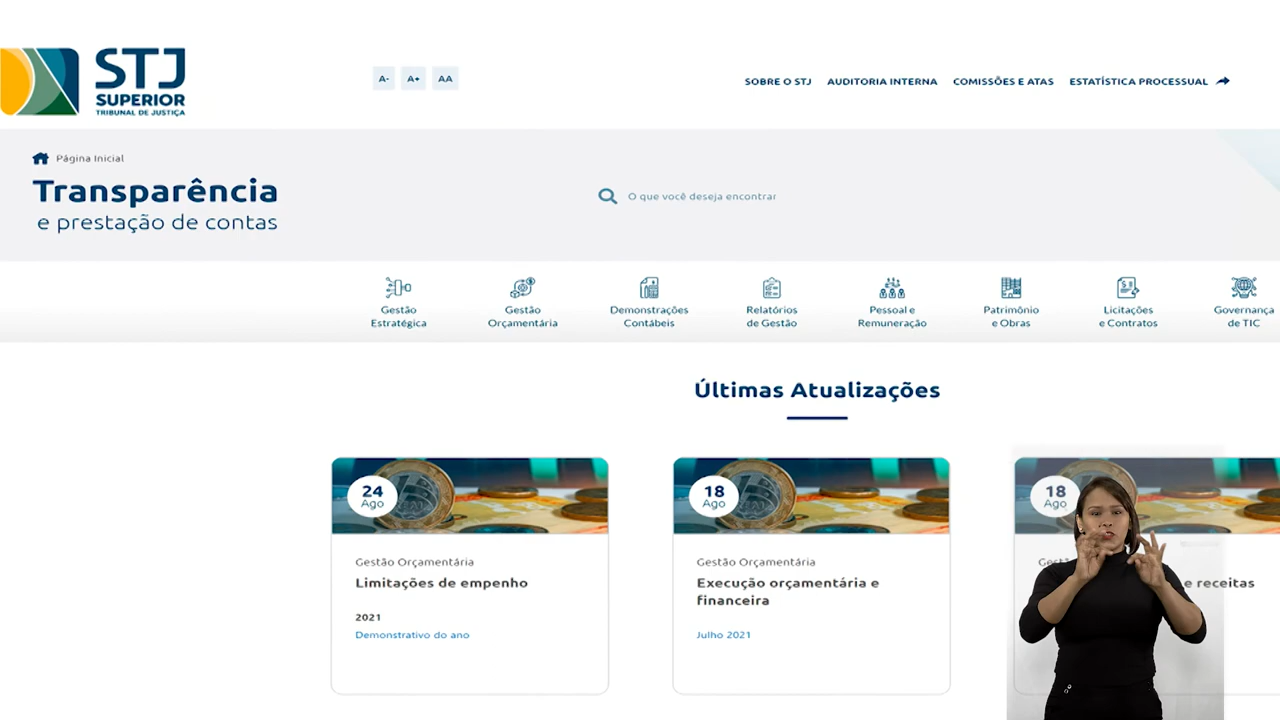 STJ
SUPERIOR
TRIBUNAL DE JUSTIÇA
A-
A+
AA
SOBRE O STJ
AUDITORIA INTERNA
COMISSÕES E ATAS
ESTATÍSTICA PROCESSUAL
Página Inicial
Transparência
e prestação de contas
O que você deseja encontrar
Gestão
Estratégica
Gestão
Orçamentária
Demonstrações
Contábeis
Relatórios
de Gestão
Pessoal e
Remuneração
Patrimônio
e Obras
Licitações
e Contratos
Governança
de TIC
Últimas Atualizações
24
Ago
Gestão Orçamentária
Limitações de empenho
2021
Demonstrativo do ano
18
Ago
Gestão Orçamentária
Execução orçamentária e
financeira
Julho 2021
18
Ago
e receitas